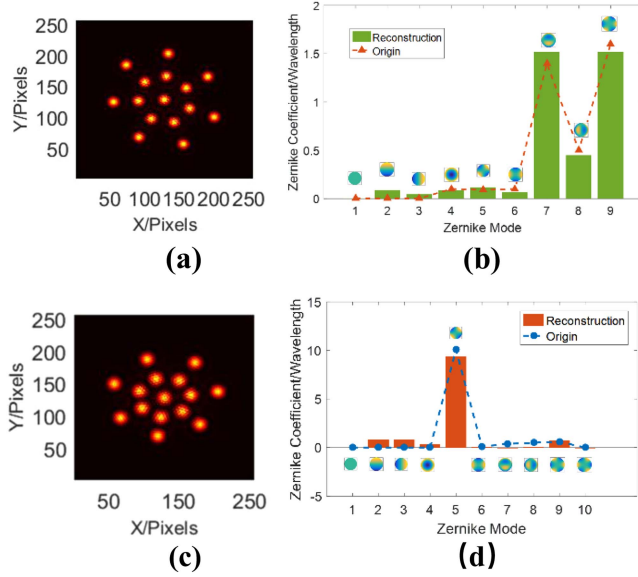 250
200
150
100
50
Y/Pixels
50 100 150 200 250
X/Pixels
(a)
2
1.5
1
0.5
0
Zernike Coefficient/Wavelength
Reconstruction
Origin
1 2 3 4 5 6 7 8 9
Zernike Mode
(b)
250
200
150
100
50
Y/Pixels
50 100 150 200 250
X/Pixels
(c)
15
10
5
0
-5
Zernike Coefficient/Wavelength
Reconstruction
Origin
1 2 3 4 5 6 7 8 9 10
Zernike Mode
(d)